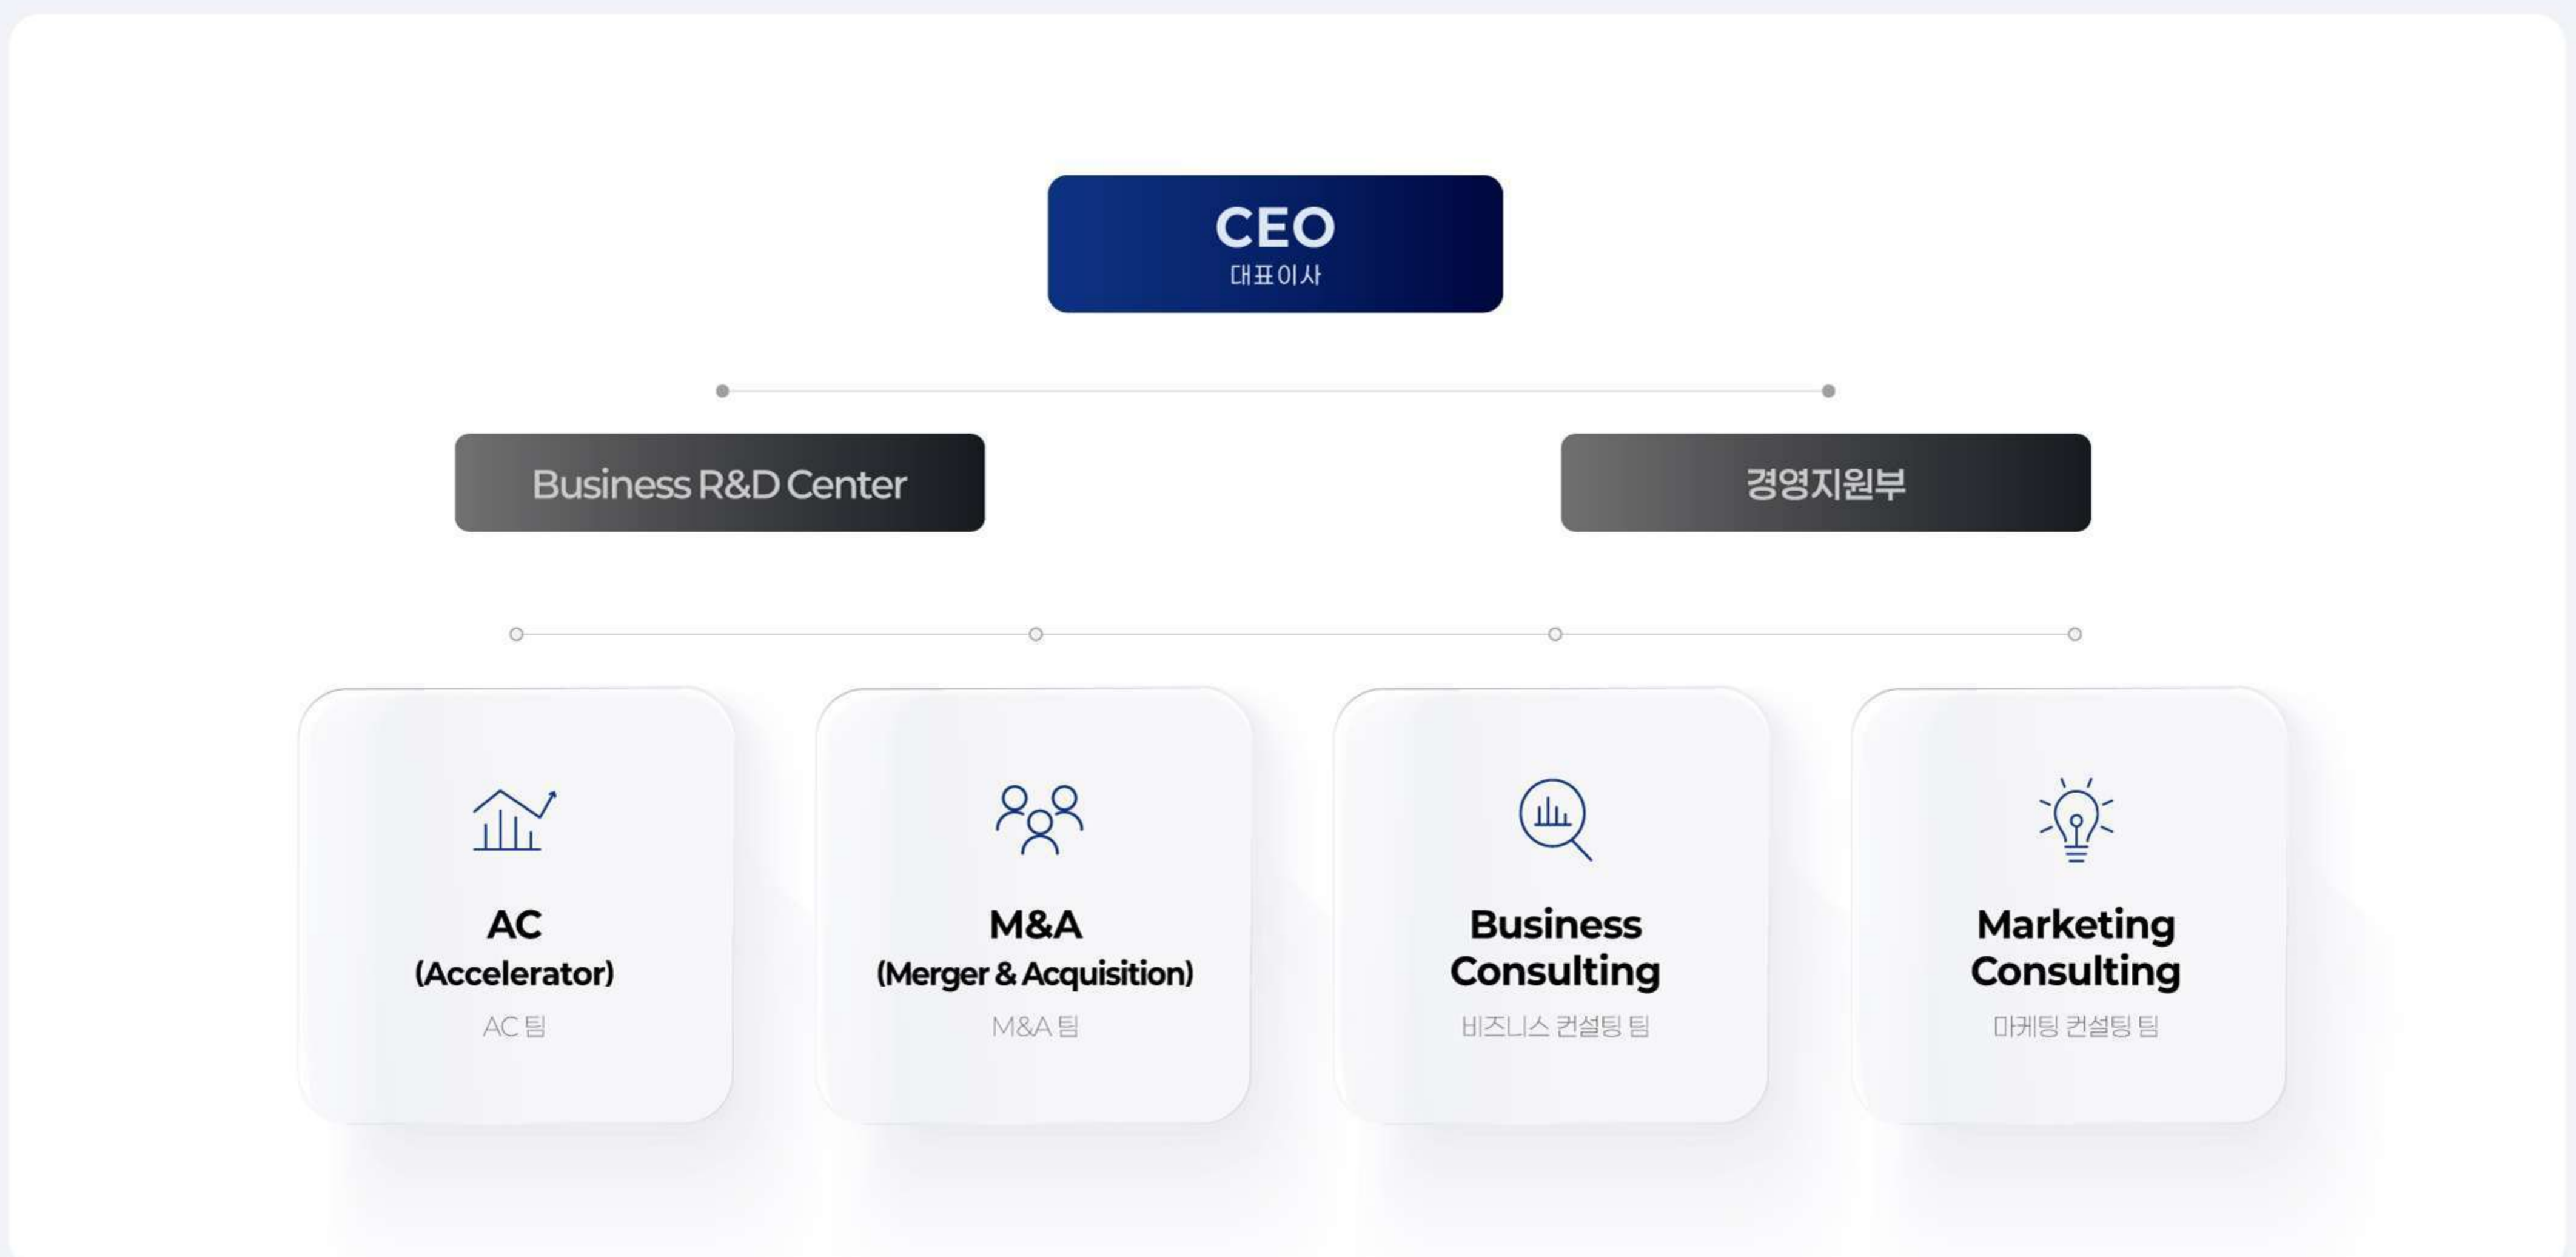 CEO
대표이사
Business R&D Center
경영지원부
AC
(Accelerator)
AC 팀
M&A
(Merger & Acquisition)
M&A 팀
Business
Consulting
비즈니스 컨설팅 팀
Marketing
Consulting
마케팅 컨설팅 팀